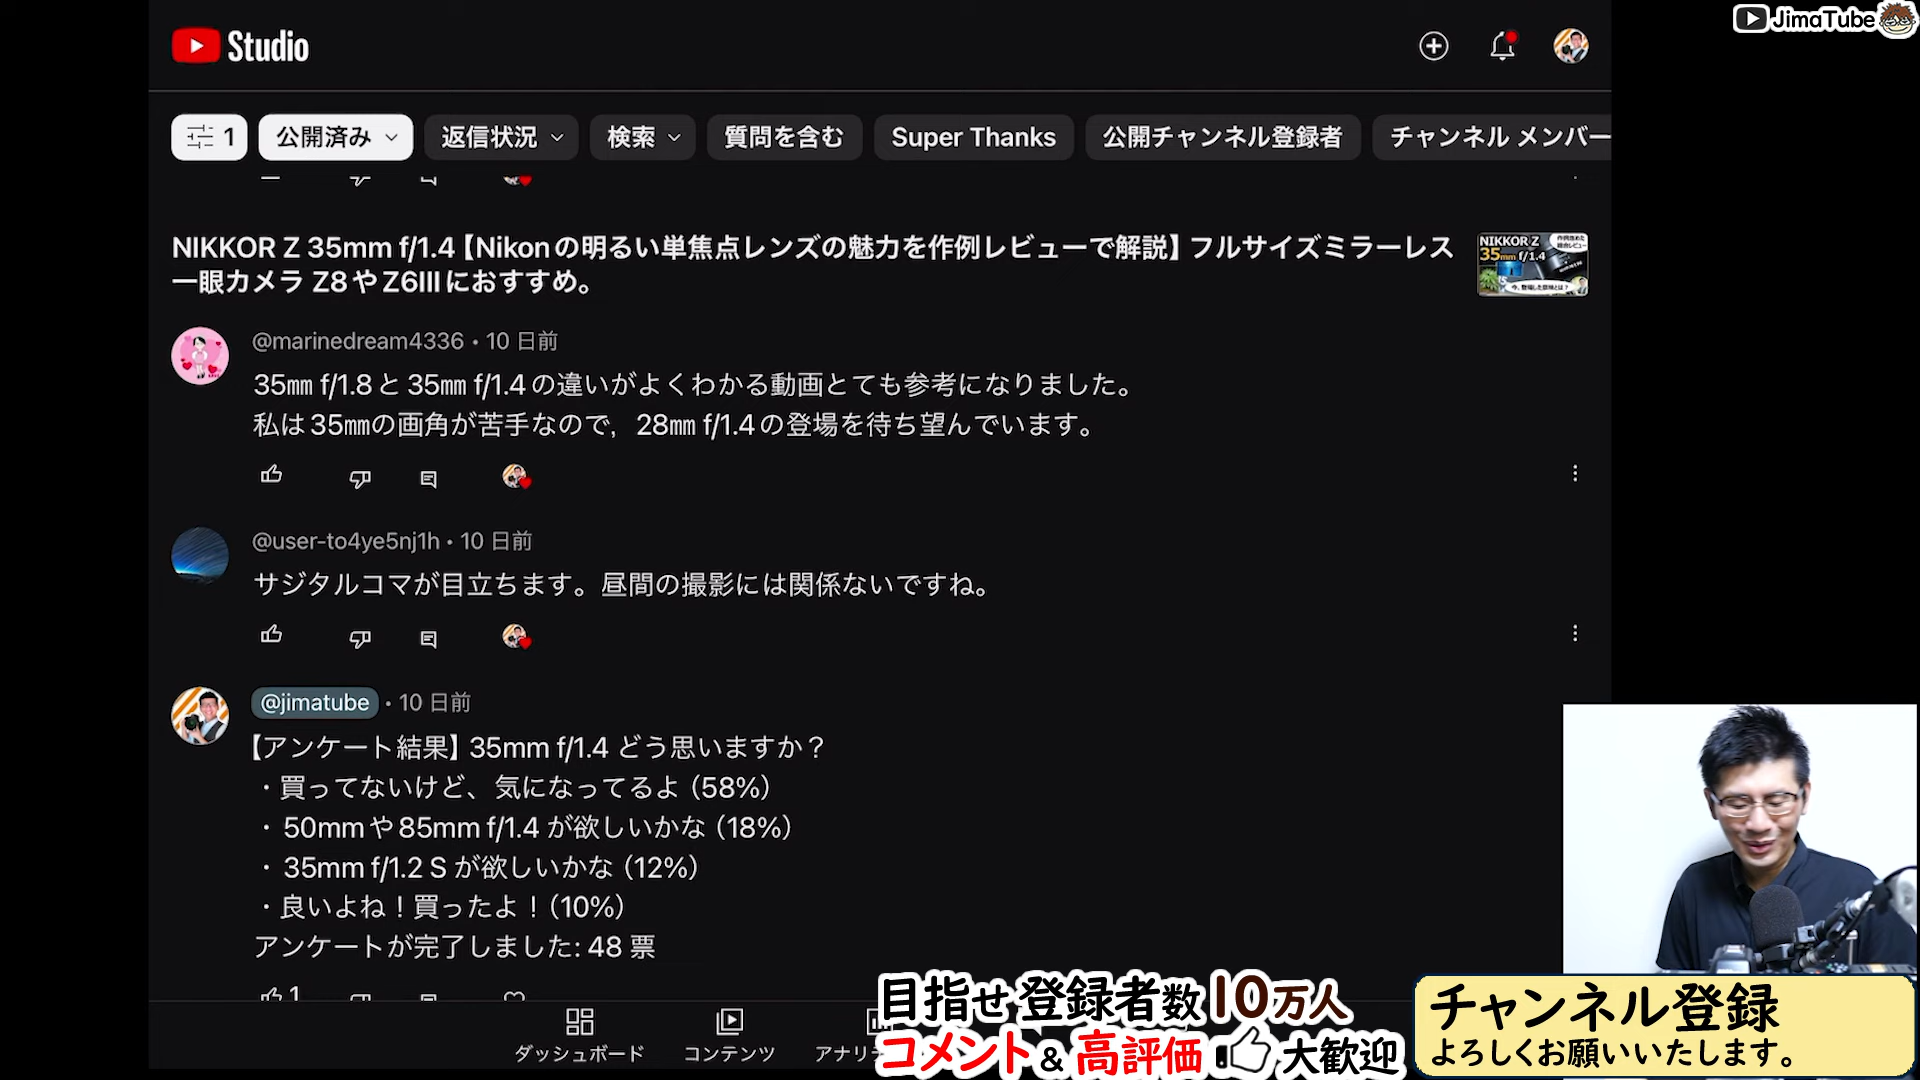 JimaTube
Studio
1
公開済み
返信状況
検索
質問を含む
Super Thanks
公開チャンネル登録者
チャンネル メンバー
NIKKOR Z 35mm f/1.4【Nikonの明るい単焦点レンズの魅力を作例レビューで解説】フルサイズミラーレス
一眼カメラ Z8やZ6IIIにおすすめ。
NIKKOR Z
35mm f/1.4
@marinedream4336・10 日前
35㎜ f/1.8と35㎜ f/1.4の違いがよくわかる動画とても参考になりました。
私は35㎜の画角が苦手なので，28㎜ f/1.4の登場を待ち望んでいます。
@user-to4ye5nj1h・10 日前
サジタルコマが目立ちます。昼間の撮影には関係ないですね。
@jimatube・10 日前
【アンケート結果】35mm f/1.4 どう思いますか？
・買ってないけど、気になってるよ (58%)
・50mmや85mm f/1.4 が欲しいかな (18%)
・35mm f/1.2 S が欲しいかな (12%)
・良いよね！買ったよ！(10%)
アンケートが完了しました: 48 票
1
ダッシュボード
コンテンツ
アナリ
目指せ 登録者数10万人
コメント&高評価 大歓迎
チャンネル登録
よろしくお願いいたします。